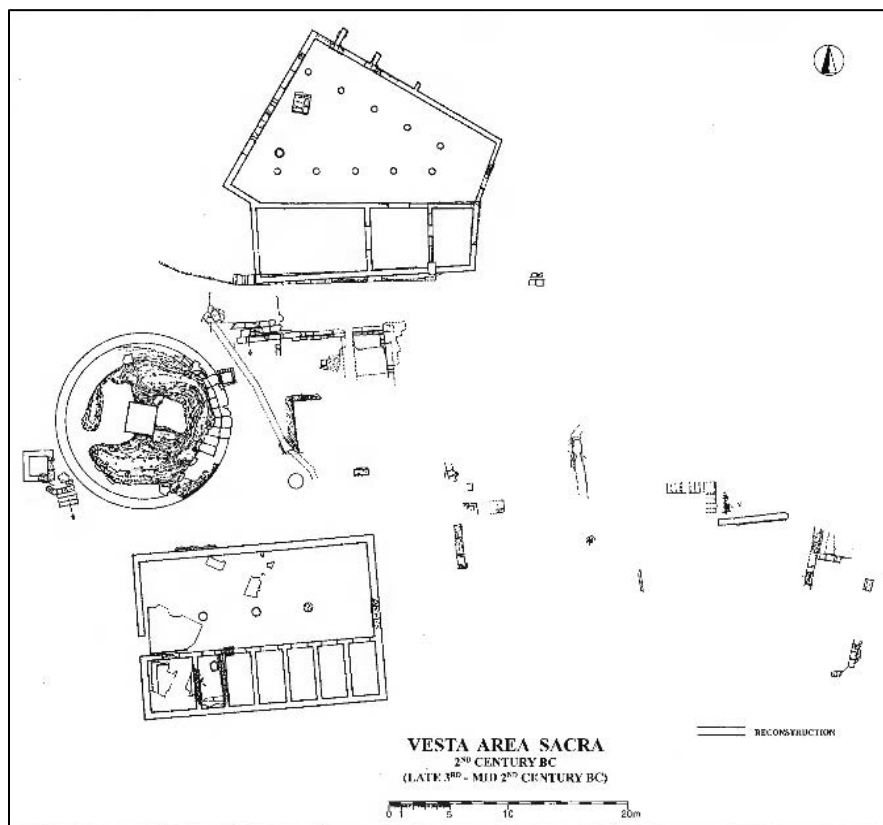 RECONSTRUCTION
VESTA AREA SACRA
2ND CENTURY BC
(LATE 3RD - MID 2ND CENTURY BC)
0 1 5 10 20m